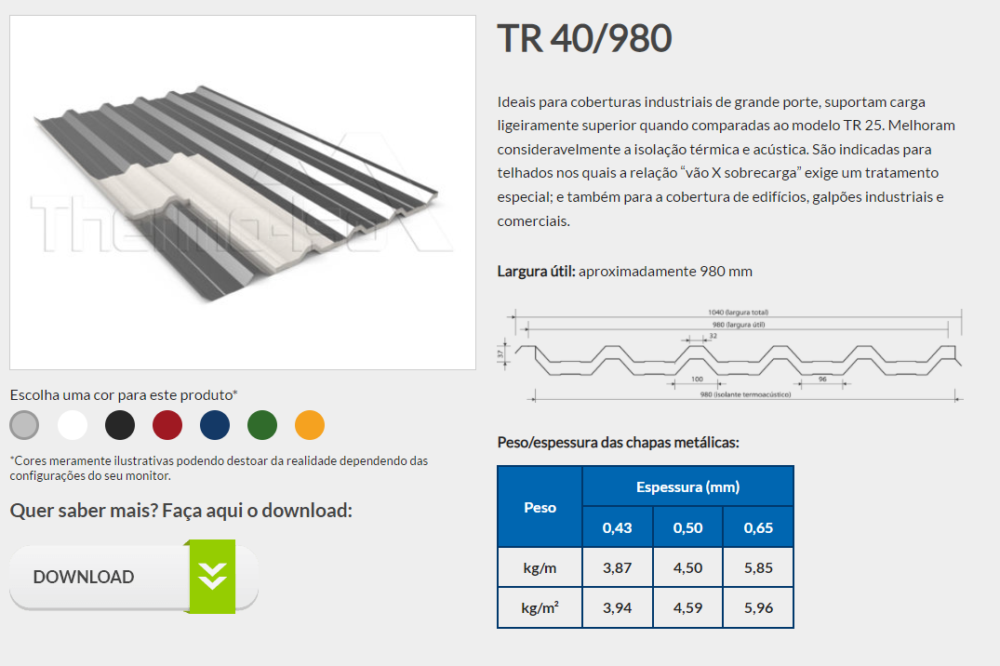 TR 40/980
Ideais para coberturas industriais de grande porte, suportam carga
ligeiramente superior quando comparadas ao modelo TR 25. Melhoram
consideravelmente a isolação térmica e acústica. São indicadas para
telhados nos quais a relação “vão X sobrecarga” exige um tratamento
especial; e também para a cobertura de edifícios, galpões industriais e
comerciais.
Largura útil: aproximadamente 980 mm
1040 (largura total)
980 (largura útil)
32
37
100
96
980 (isolante termoacústico)
Peso/espessura das chapas metálicas:
Peso Espessura (mm)
0,43 0,50 0,65
kg/m 3,87 4,50 5,85
kg/m² 3,94 4,59 5,96
Escolha uma cor para este produto*
*Cores meramente ilustrativas podendo destoar da realidade dependendo das
configurações do seu monitor.
Quer saber mais? Faça aqui o download:
DOWNLOAD